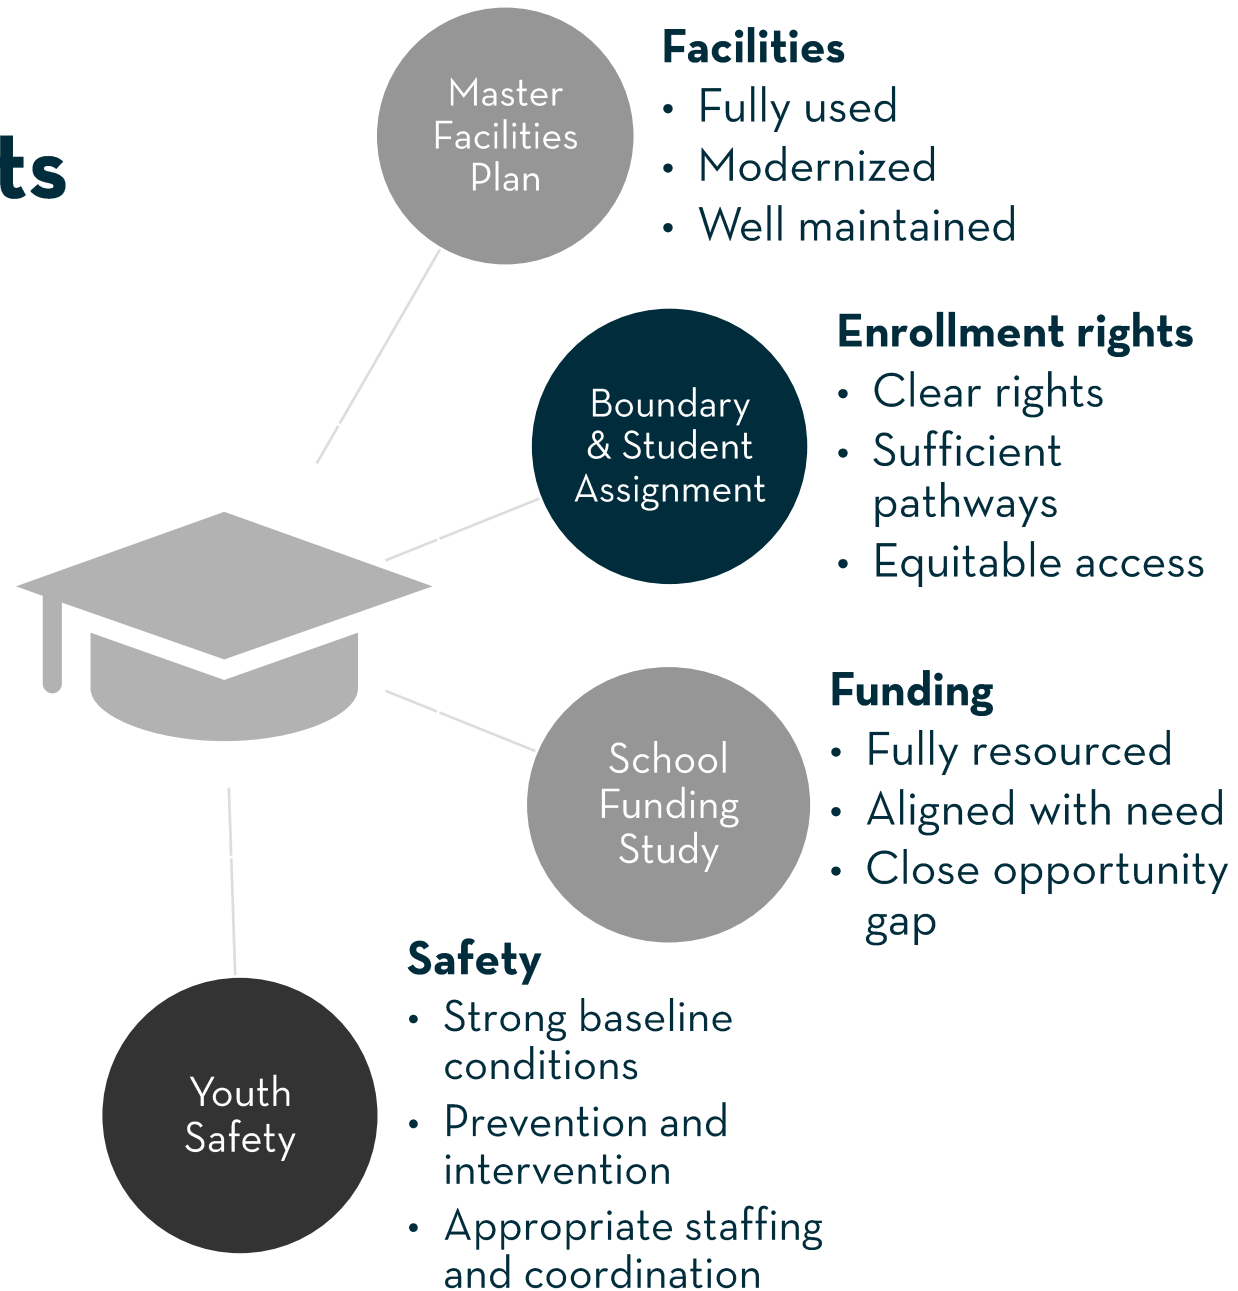 ts
Master
Facilities
Plan
Facilities
• Fully used
• Modernized
• Well maintained
Boundary
& Student
Assignment
Enrollment rights
• Clear rights
• Sufficient
pathways
• Equitable access
School
Funding
Study
Funding
• Fully resourced
• Aligned with need
• Close opportunity
gap
Youth
Safety
Safety
• Strong baseline
conditions
• Prevention and
intervention
• Appropriate staffing
and coordination